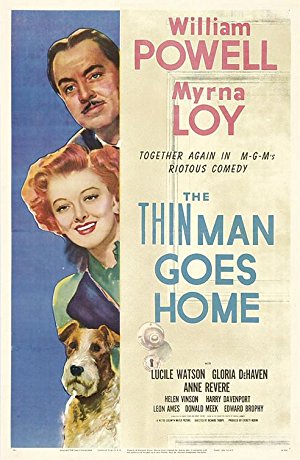 William
POWELL
Myrna
LOY
TOGETHER AGAIN IN M-G-M's
RIOTOUS COMEDY
THE
THIN MAN
GOES
HOME
WITH
LUCILE WATSON GLORIA DeHAVEN
ANNE REVERE
HELEN VINSON HARRY DAVENPORT
LEON AMES DONALD MEEK EDWARD BROPHY